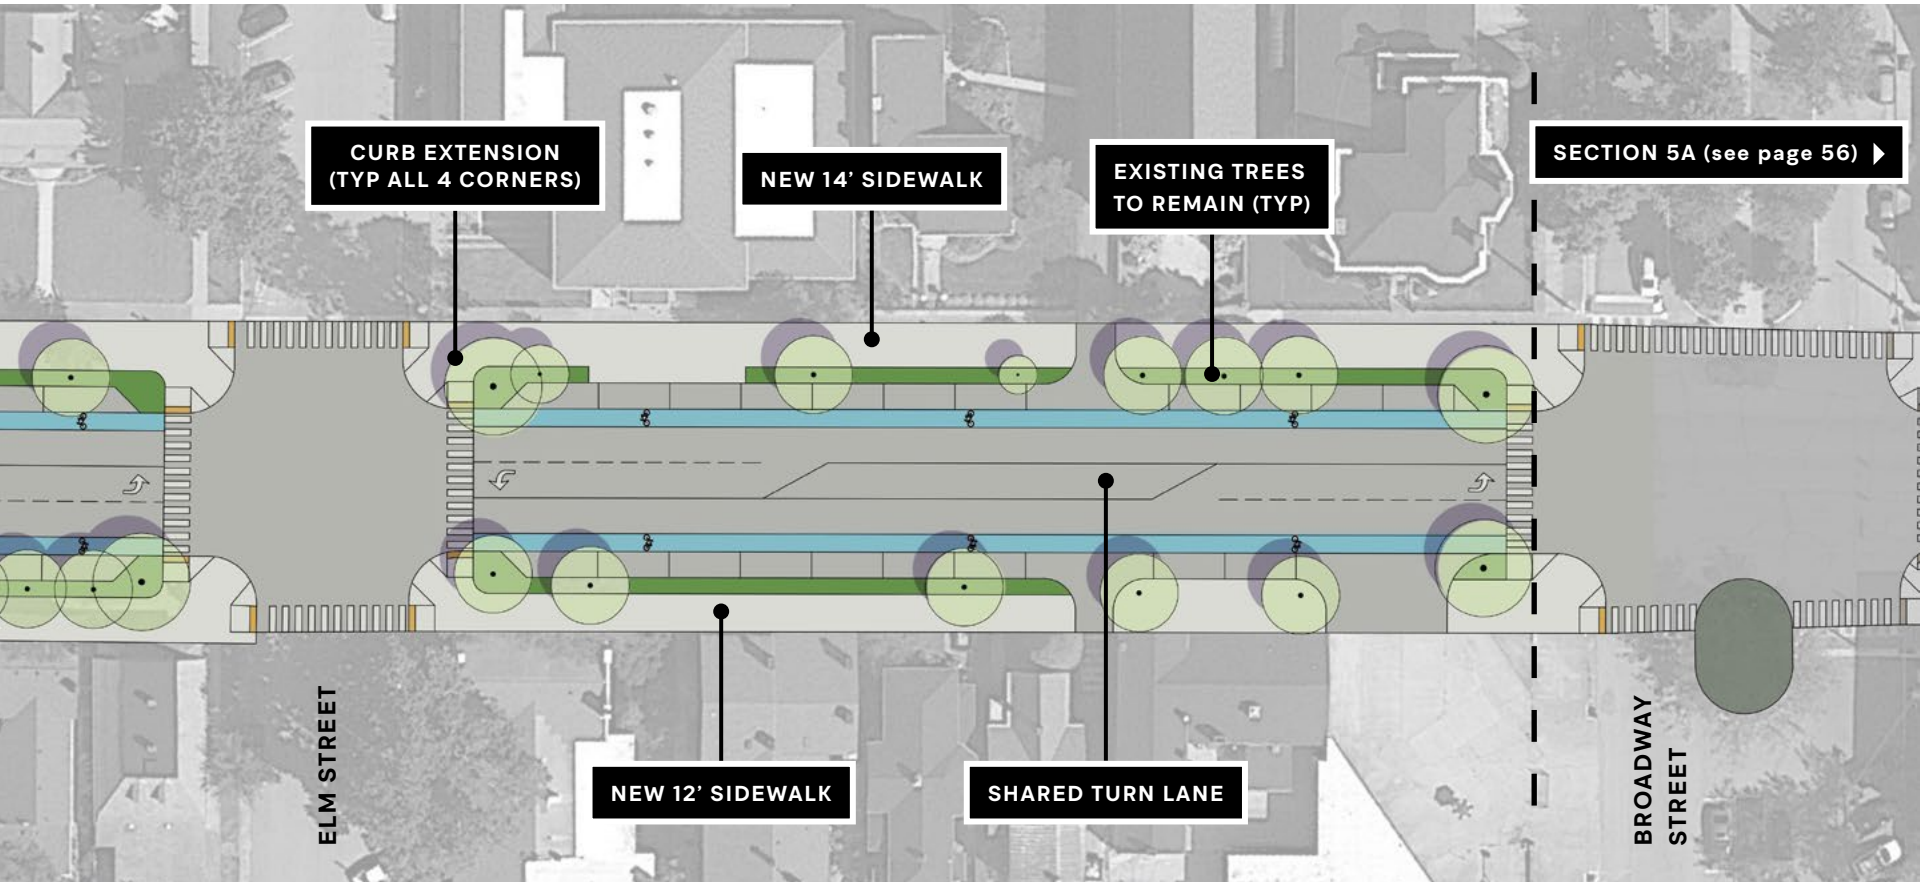 CURB EXTENSION
(TYP ALL 4 CORNERS)
NEW 14’ SIDEWALK
EXISTING TREES
TO REMAIN (TYP)
SECTION 5A (see page 56)
ELM STREET
NEW 12’ SIDEWALK
SHARED TURN LANE
BROADWAY
STREET